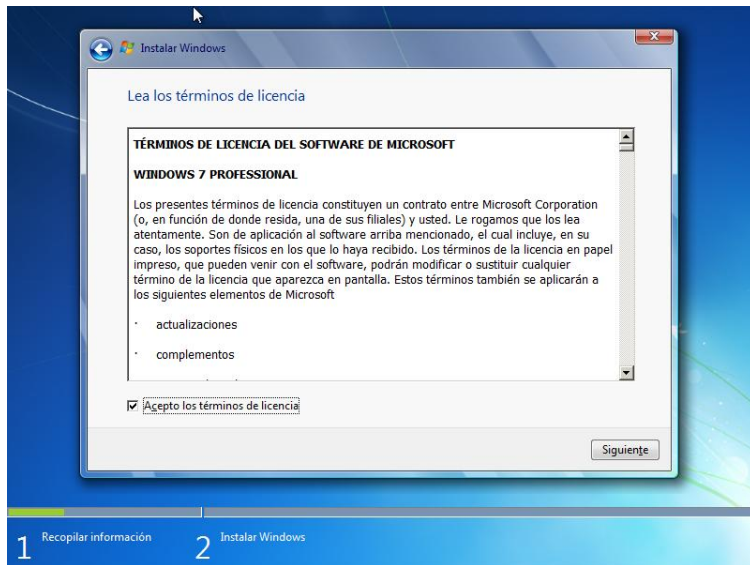 Instalar Windows
Lea los términos de licencia
TÉRMINOS DE LICENCIA DEL SOFTWARE DE MICROSOFT
WINDOWS 7 PROFESSIONAL
Los presentes términos de licencia constituyen un contrato entre Microsoft Corporation
(o, en función de donde resida, una de sus filiales) y usted. Le rogamos que los lea
atentamente. Son de aplicación al software arriba mencionado, el cual incluye, en su
caso, los soportes físicos en los que lo haya recibido. Los términos de la licencia en papel
impreso, que pueden venir con el software, podrán modificar o sustituir cualquier
término de la licencia que aparezca en pantalla. Estos términos también se aplicarán a
los siguientes elementos de Microsoft
· actualizaciones
· complementos
Acepto los términos de licencia
Siguiente
1 Recopilar información
2 Instalar Windows